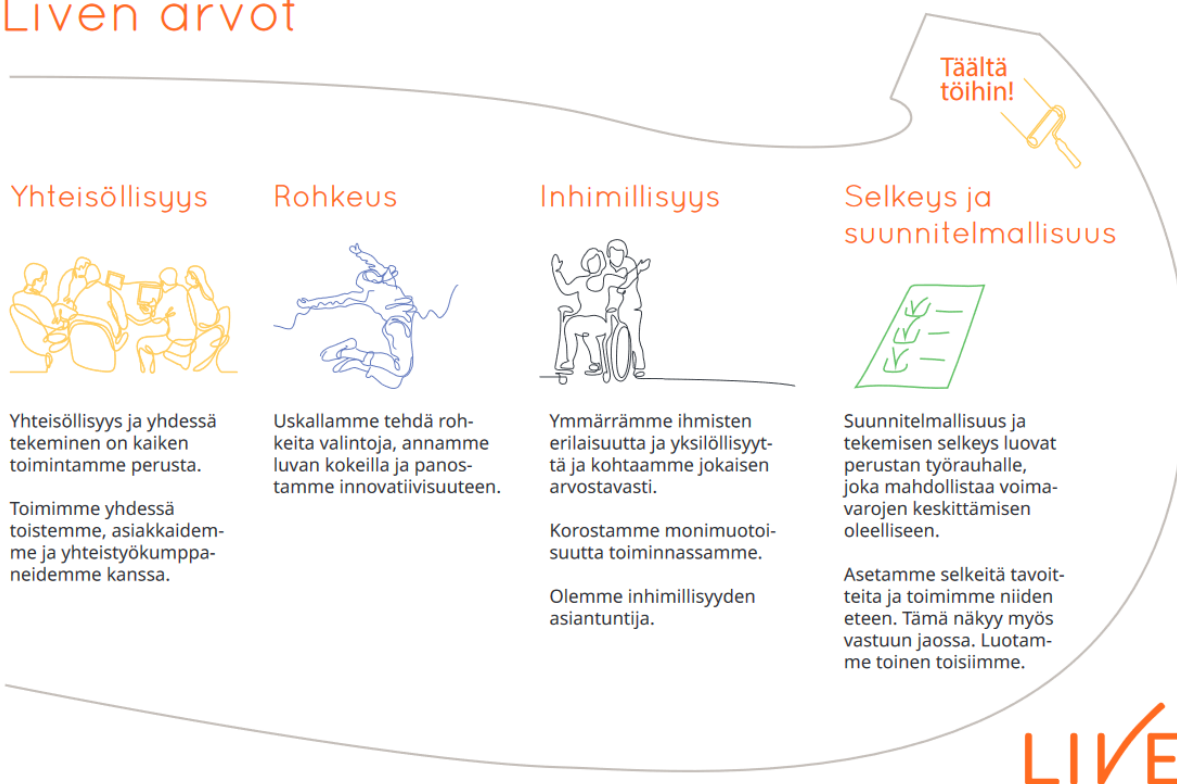 Liven arvot
Täältä
töihin!
Yhteisöllisyys
Yhteisöllisyys ja yhdessä
tekeminen on kaiken
toimintamme perusta.
Toimimme yhdessä
toistemme, asiakkaidem-
me ja yhteistyökumppa-
neidemme kanssa.
Rohkeus
Uskallamme tehdä roh-
keita valintoja, annamme
luvan kokeilla ja panos-
tamme innovatiivisuuteen.
Inhimillisyys
Ymmärrämme ihmisten
erilaisuutta ja yksilöllisyyt-
tä ja kohtaamme jokaisen
arvostavasti.
Korostamme monimuotoi-
suutta toiminnassamme.
Olemme inhimillisyyden
asiantuntija.
Selkeys ja
suunnitelmallisuus
Suunnitelmallisuus ja
tekemisen selkeys luovat
perustan työrauhalle,
joka mahdollistaa voima-
varojen keskittämisen
oleelliseen.
Asetamme selkeitä tavoit-
teita ja toimimme niiden
eteen. Tämä näkyy myös
vastuun jaossa. Luotam-
me toinen toisiimme.
LIVE